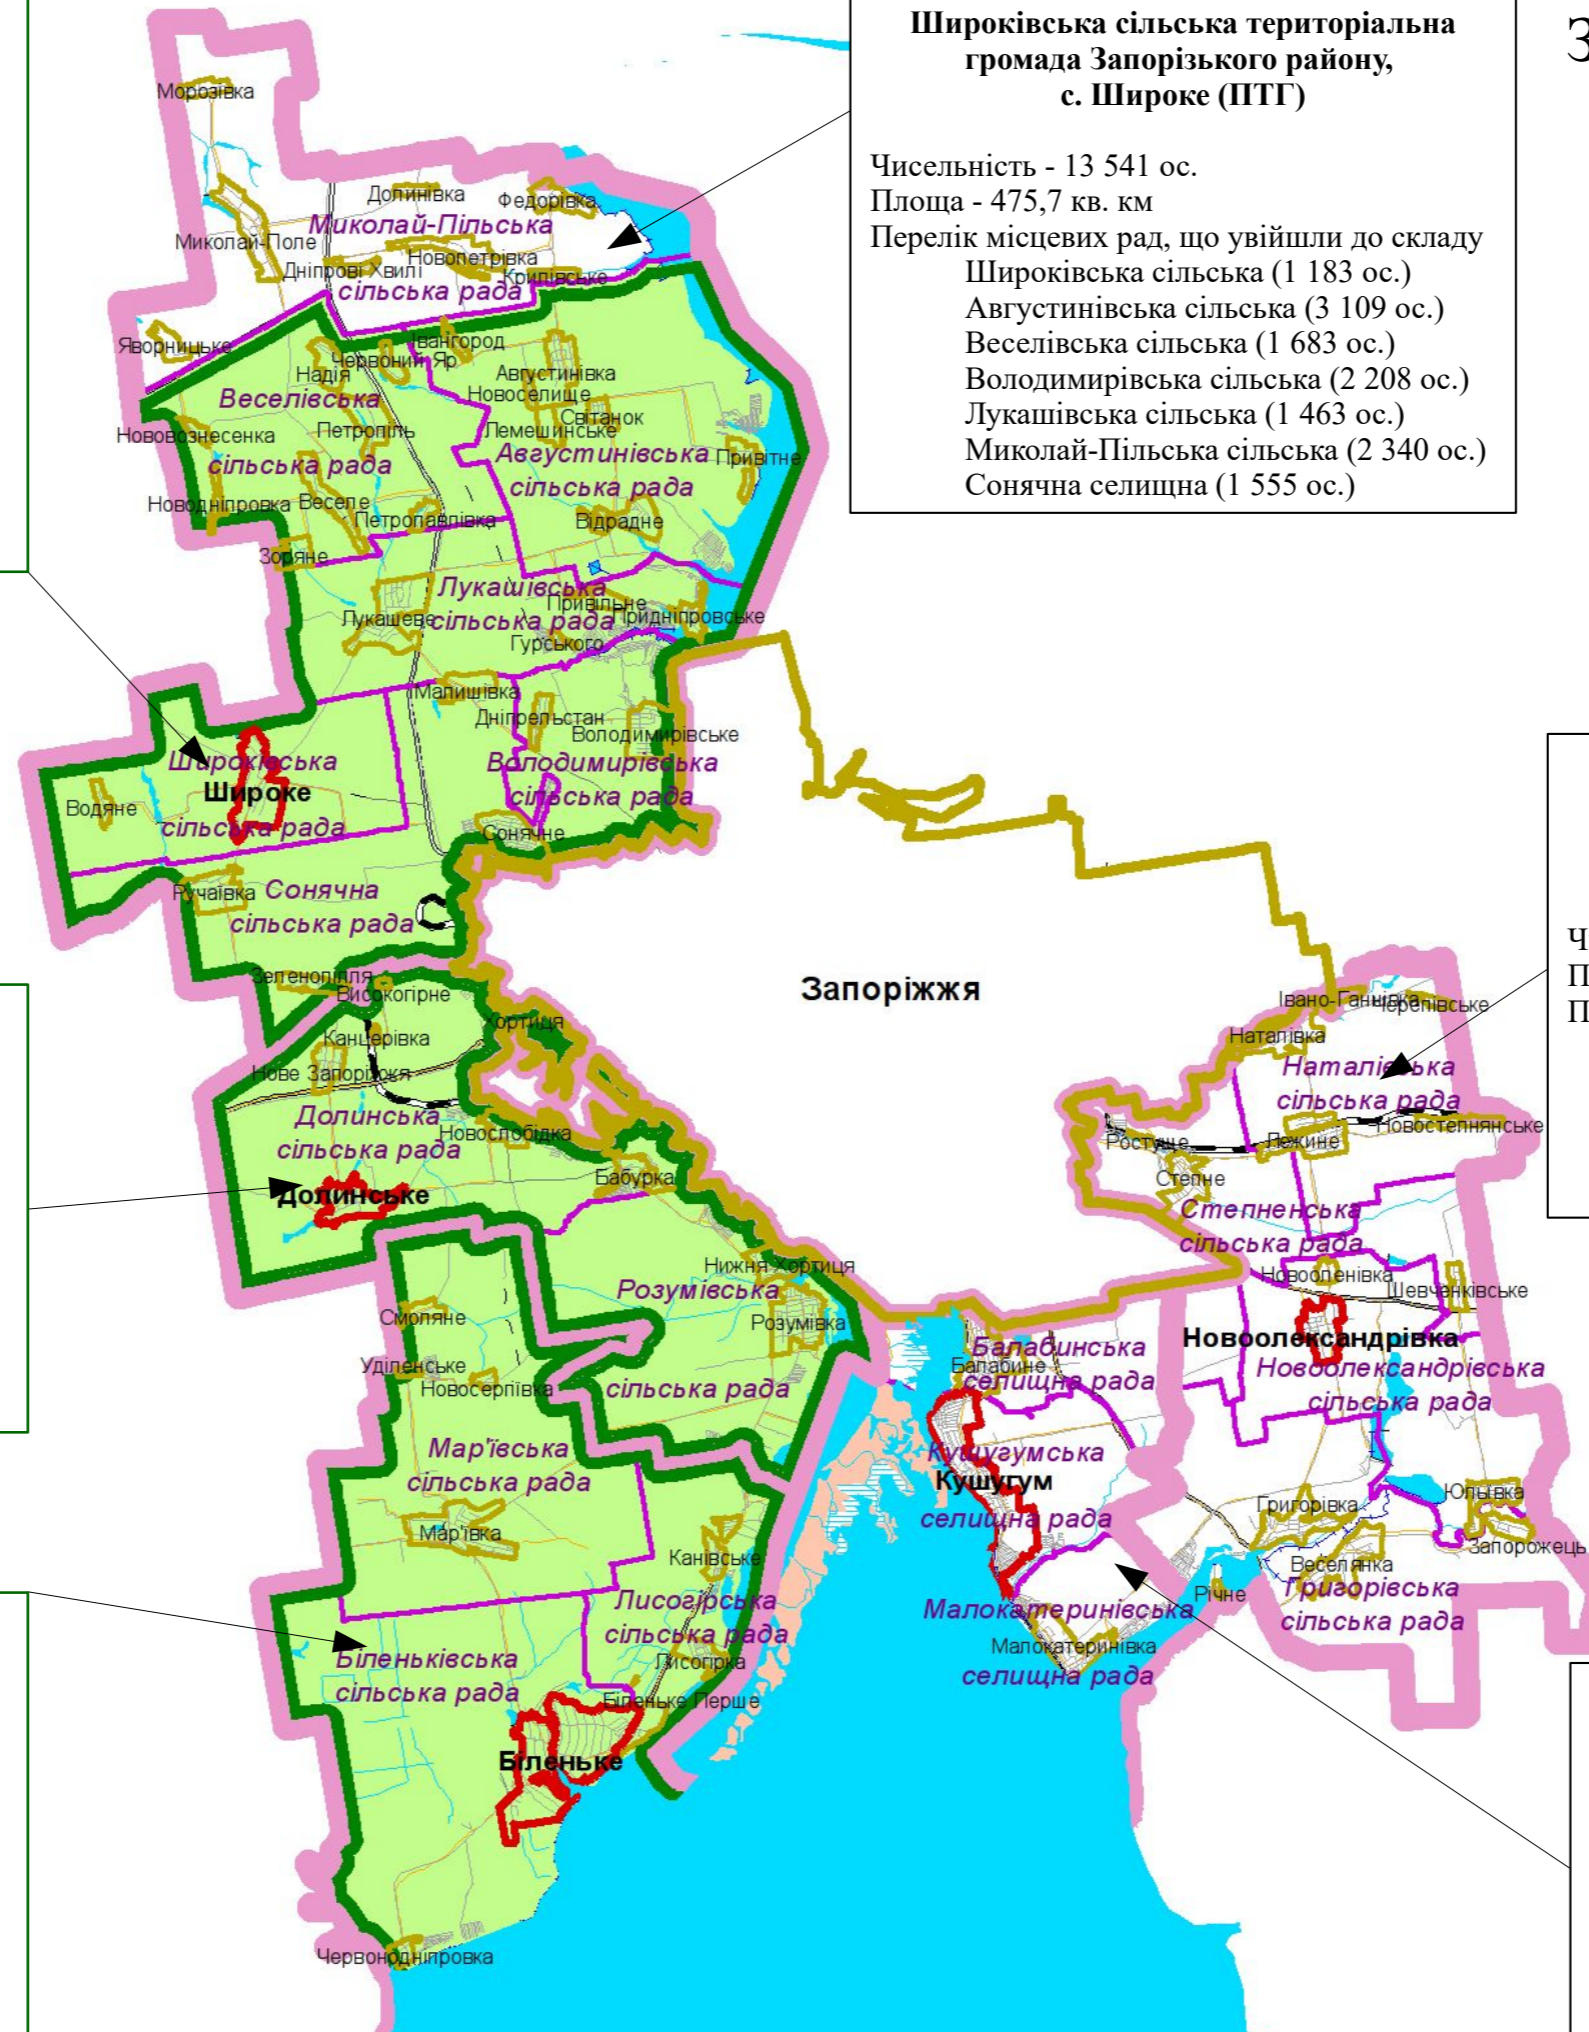 Широківська сільська територіальна
громада Запорізького району,
с. Широке (ПТГ)
Чисельність - 13 541 ос.
Площа - 475,7 кв. км
Перелік місцевих рад, що увійшли до складу
Широківська сільська (1 183 ос.)
Августинівська сільська (3 109 ос.)
Веселівська сільська (1 683 ос.)
Володимирівська сільська (2 208 ос.)
Лукашівська сільська (1 463 ос.)
Миколай-Пільська сільська (2 340 ос.)
Сонячна селищна (1 555 ос.)
З
Ч
П
П
Морозівка
Долинівка
Федорівка
Миколай-Пільська
Миколай-Поле
Новопетрівка
Дніпрові Хвилі
Крилівське
сільська рада
Яворницьке
Івангород
Червоний Яр
Надія
Августинівка
Веселівська
Новоселище
Світанок
Нововознесенка
Петропіль
Лемешинське
Августинівська
Привітне
сільська рада
сільська рада
Новодніпровка
Веселе
Петропавлівка
Відрадне
Зоряне
Лукашівська
Привільне
Лукашеве
сільська рада
Придніпровське
Гурського
Малишівка
Дніпрельстан
Володимирівське
Широківська
Володимирівська
Широке
сільська рада
Водяне
сільська рада
Сонячне
Ручаївка
Сонячна
сільська рада
Зеленопілля
Високогірне
Запоріжжя
Хортиця
Канцерівка
Нове Запоріжжя
Долинська
Новослобідка
сільська рада
Бабурка
Долинське
Івано-Ганнівка
Наталівка
Наталівська
сільська рада
Новостепнянське
Ростуще
Лежине
Степне
Степненська
сільська рада
Нижня Хортиця
Розумівська
Розумівка
Новооленівка
Шевченківське
Смоляне
Новоолександрівка
Балабинська
Балабине
селищна рада
Новоолександрівська
сільська рада
Уділенське
Новосергіївка
сільська рада
Мар'ївська
сільська рада
Кушугумська
Кушугум
селищна рада
Юльївка
Григорівка
Мар'ївка
Запорожець
Канівське
Веселянка
Річне
Григорівська
сільська рада
Лисогірська
сільська рада
Малокатеринівська
Малокатеринівка
селищна рада
Біленьківська
Лисогірка
сільська рада
Біленьке Перше
Біленьке
Червонодніпровка